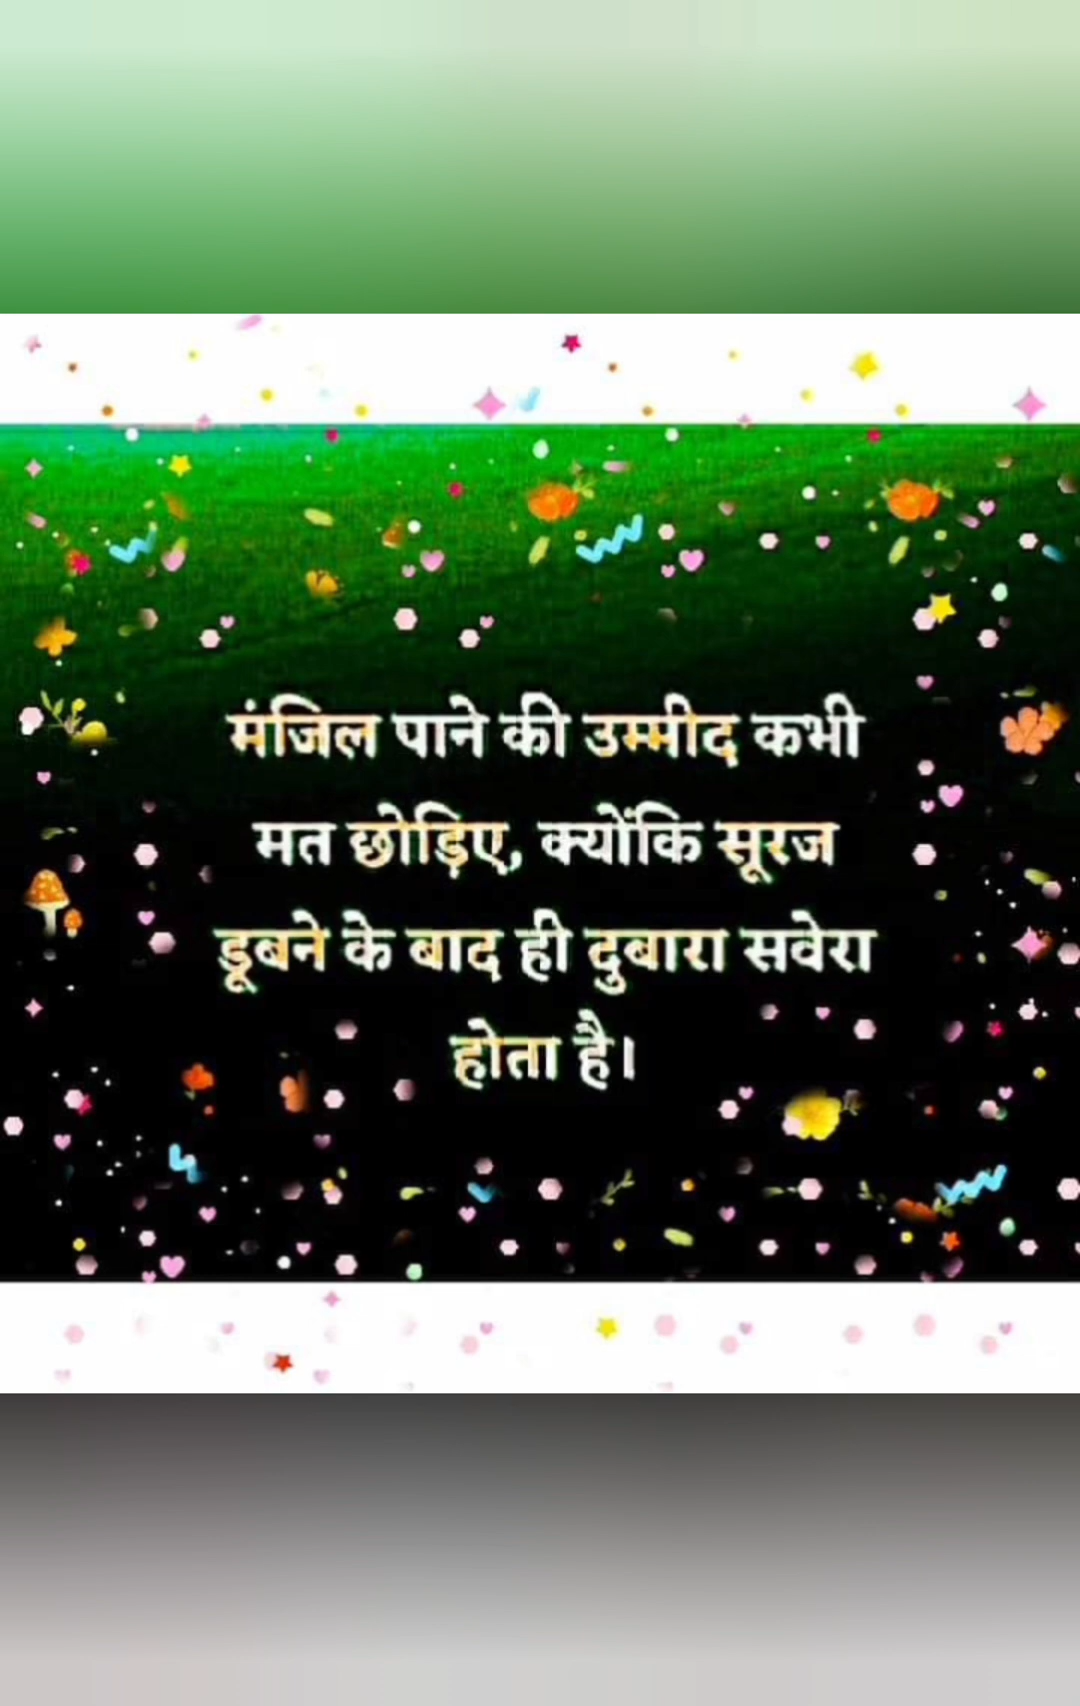 मंजिल पाने की उम्मीद कभी
मत छोड़िए, क्योंकि सूरज
डूबने के बाद ही दुबारा सवेरा
होता है।